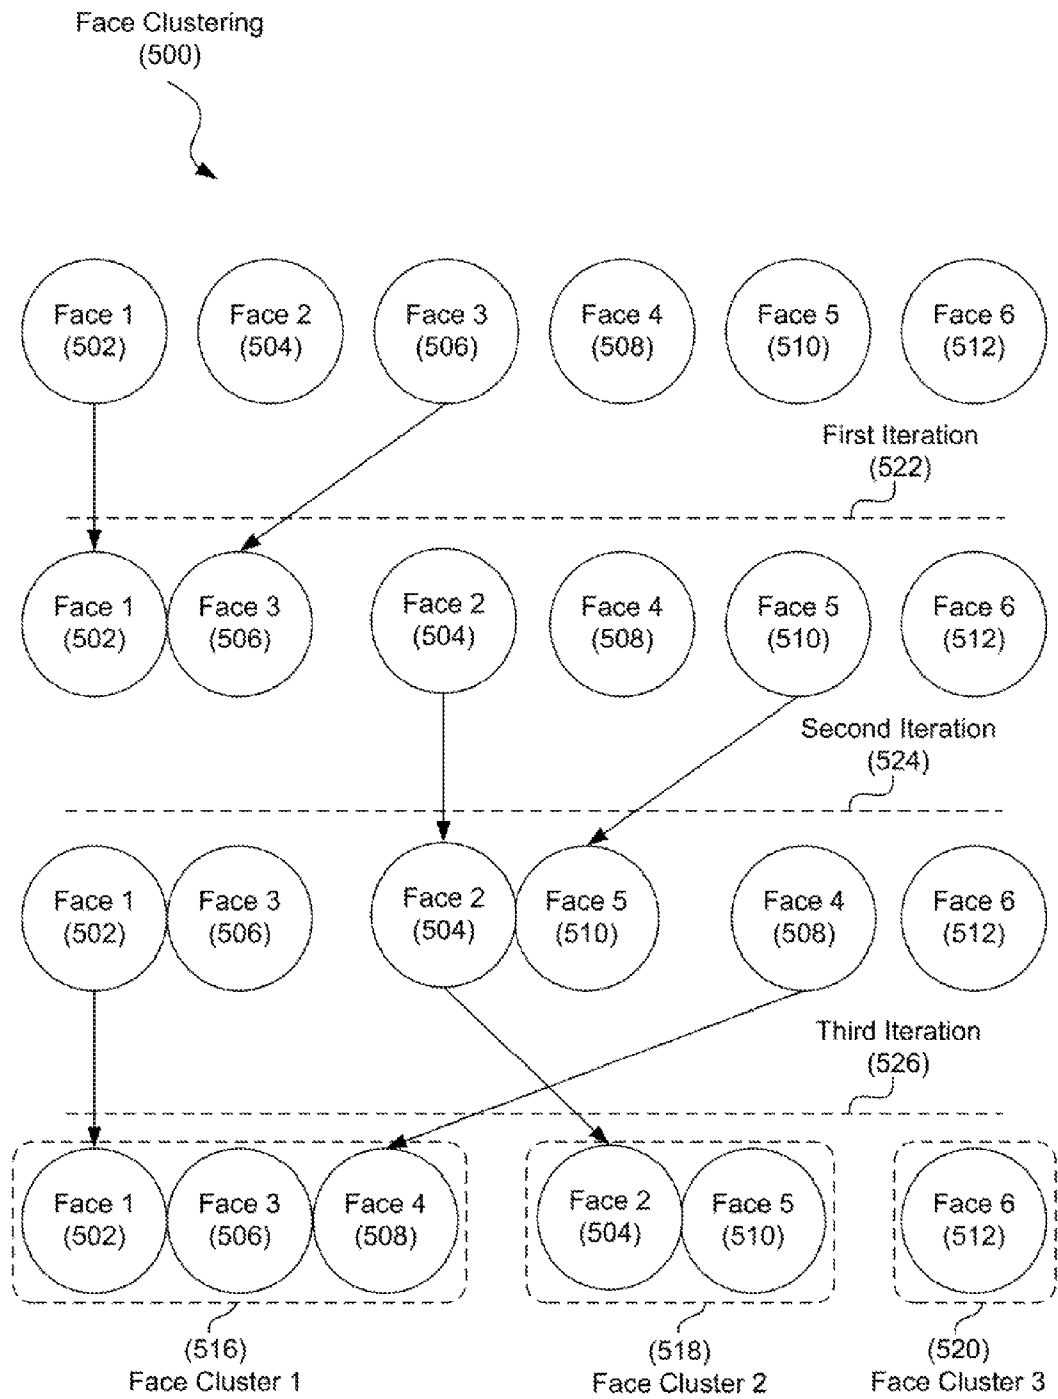 Face Clustering
(500)
Face 1
(502)
Face 2
(504)
Face 3
(506)
Face 4
(508)
Face 5
(510)
Face 6
(512)
First Iteration
(522)
Face 1
(502)
Face 3
(506)
Face 2
(504)
Face 4
(508)
Face 5
(510)
Face 6
(512)
Second Iteration
(524)
Face 1
(502)
Face 3
(506)
Face 2
(504)
Face 5
(510)
Face 4
(508)
Face 6
(512)
Third Iteration
(526)
Face 1
(502)
Face 3
(506)
Face 4
(508)
Face 2
(504)
Face 5
(510)
Face 6
(512)
(516)
Face Cluster 1
(518)
Face Cluster 2
(520)
Face Cluster 3